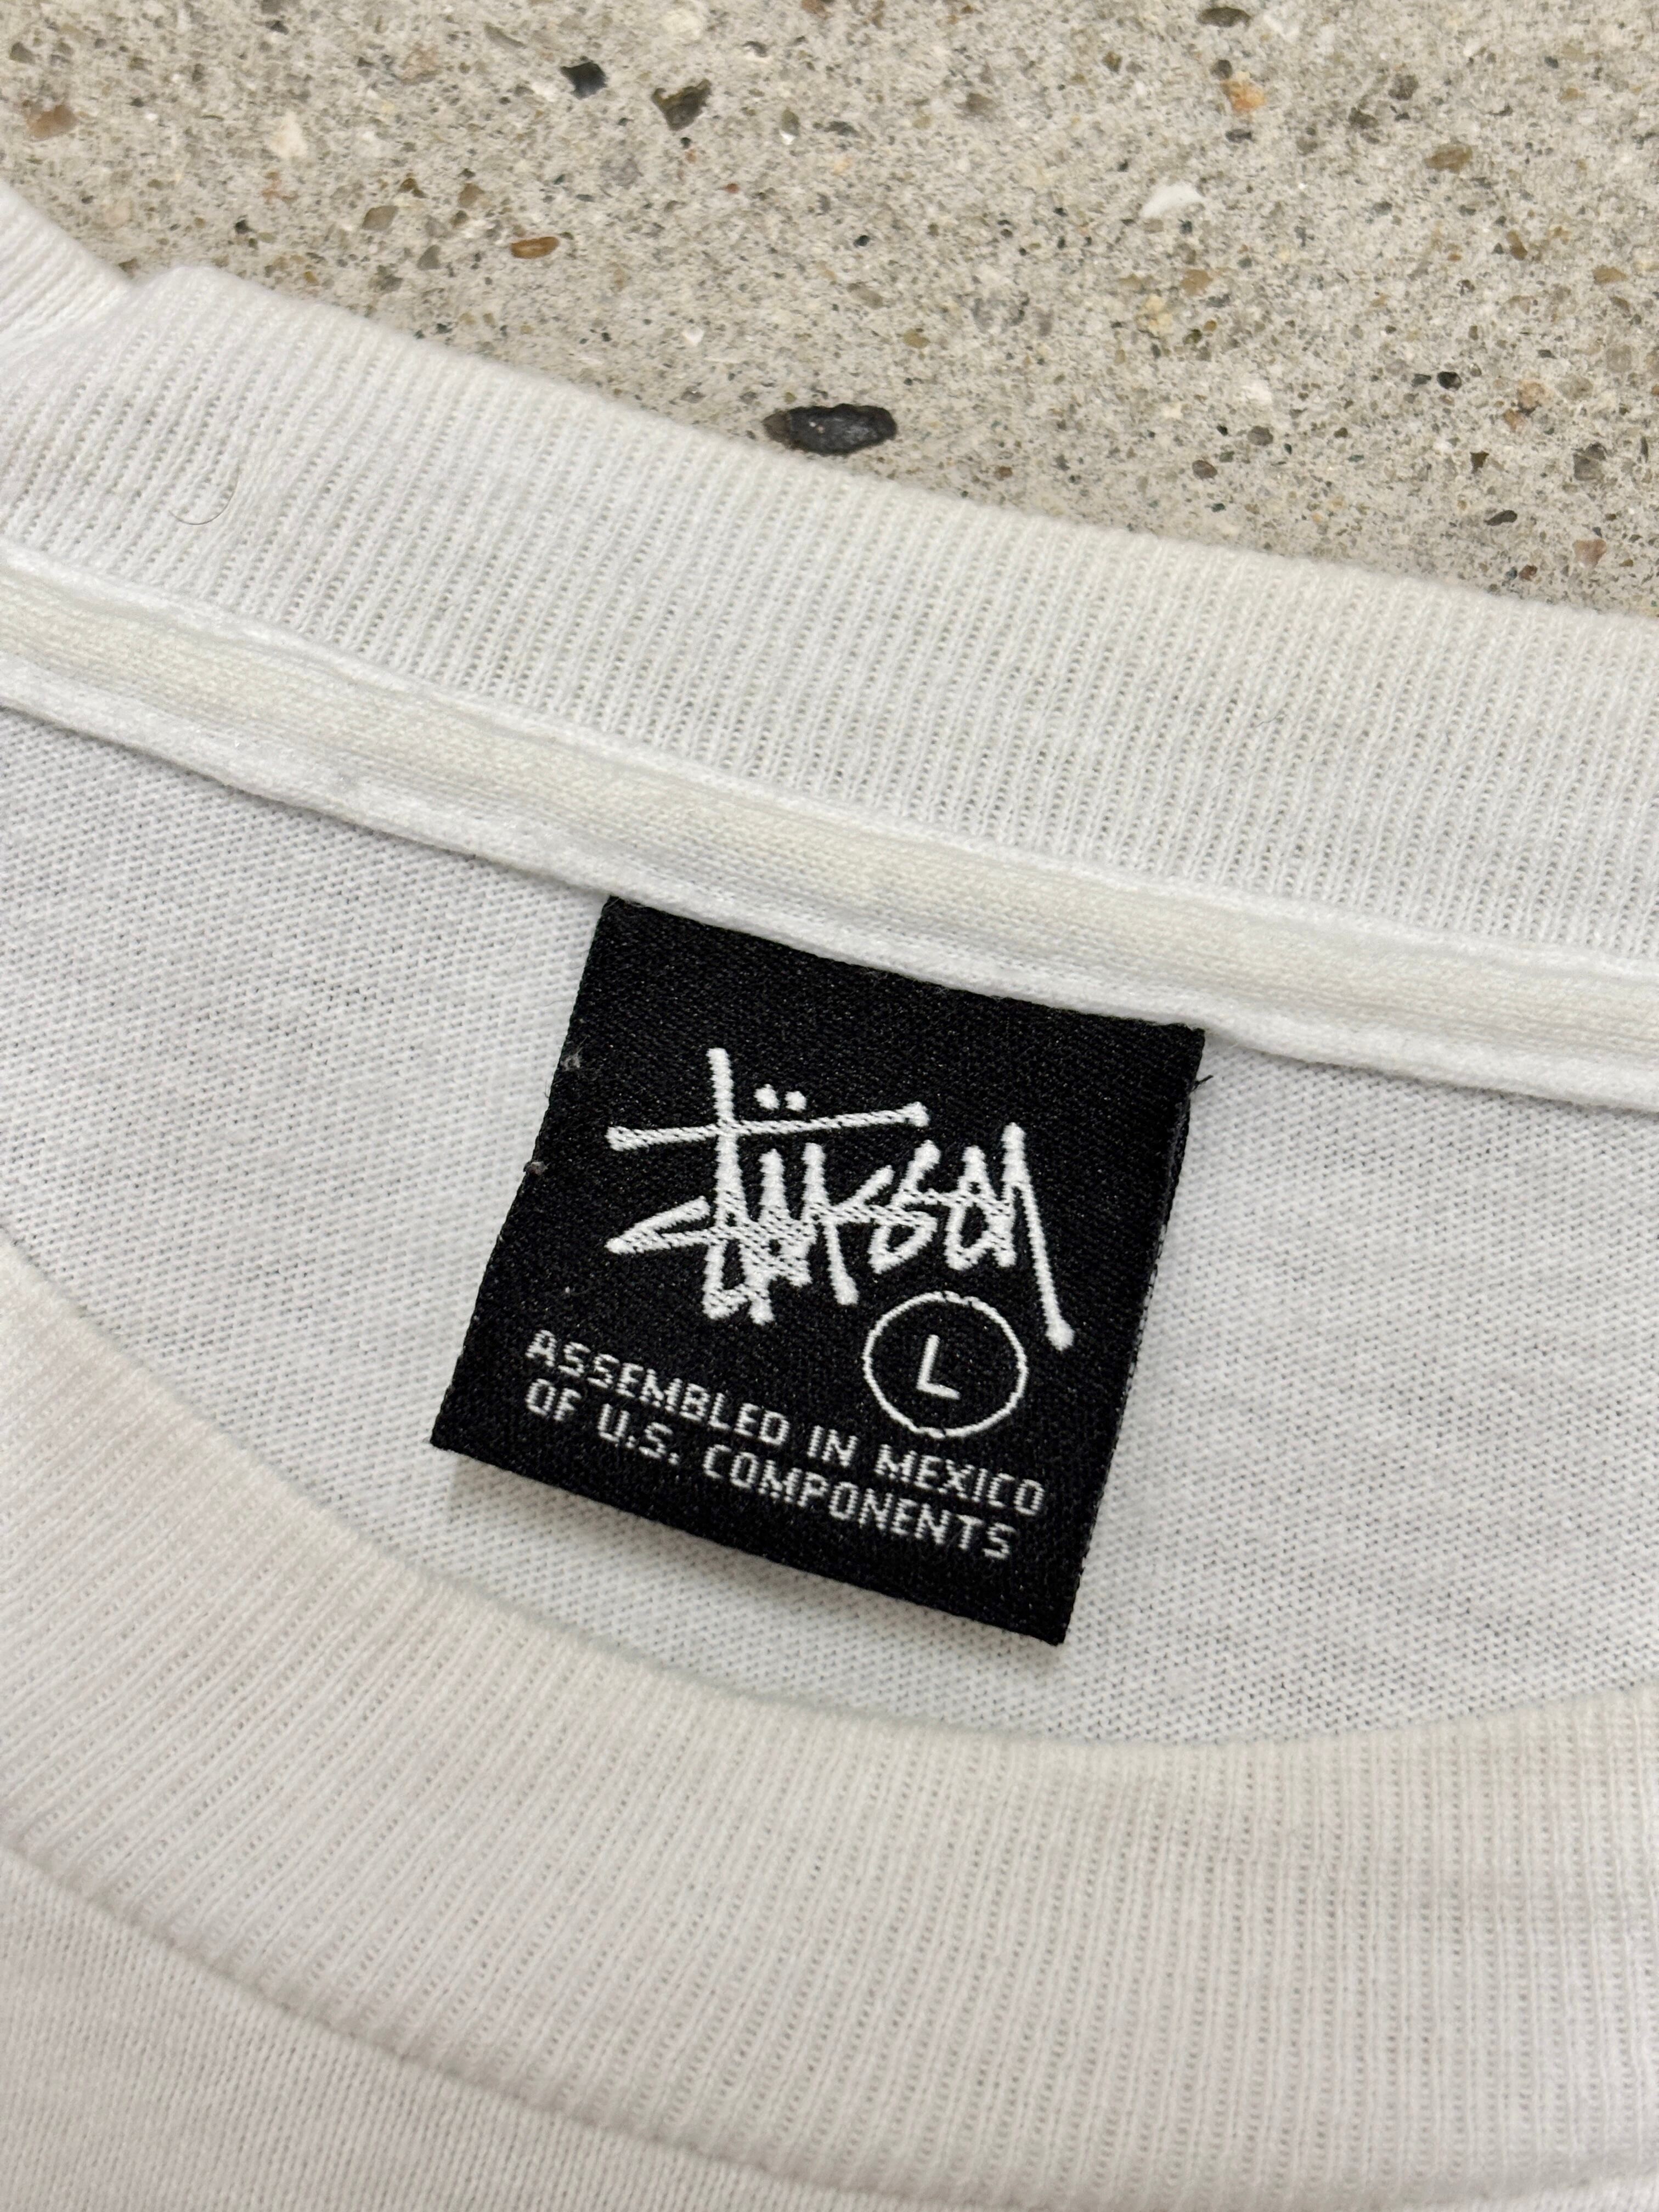 Stüssy
L
ASSEMBLED IN MEXICO
OF U.S. COMPONENTS